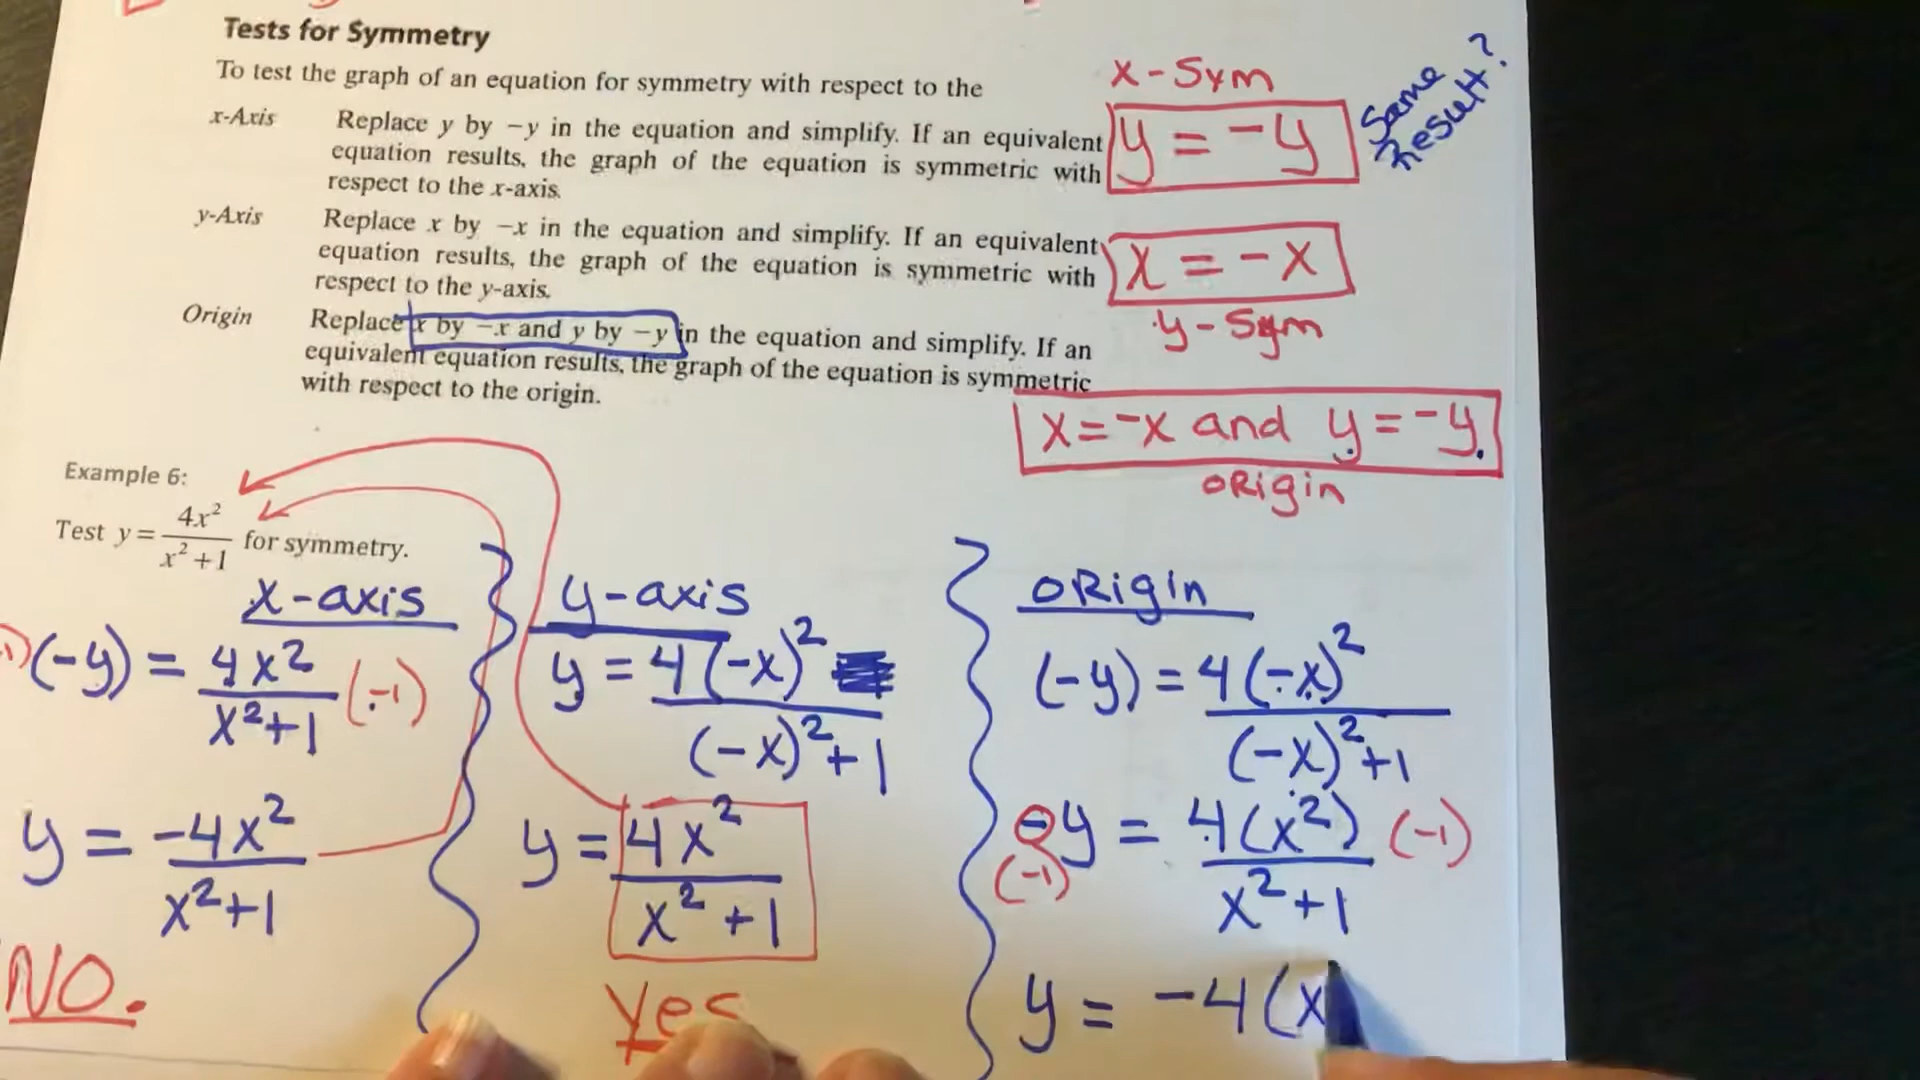 Tests for Symmetry
To test the graph of an equation for symmetry with respect to the
x-Axis Replace y by −y in the equation and simplify. If an equivalent
equation results, the graph of the equation is symmetric with
respect to the x-axis.
y-Axis Replace x by −x in the equation and simplify. If an equivalent
equation results, the graph of the equation is symmetric with
respect to the y-axis.
Origin Replace x by −x and y by −y in the equation and simplify. If an
equivalent equation results, the graph of the equation is symmetric
with respect to the origin.
x-Sym
y = -y
Same
Result?
x = -x
y-Sym
x=-x and y=-y.
ORigin
Example 6:
Test y = 4x² / x² + 1 for symmetry.
x-axis
(-y) = 4x² / x²+1 (-1)
y = -4x² / x²+1
NO.
y-axis
y = 4(-x)² / (-x)²+1
y = 4x² / x²+1
Yes
ORigin
(-y) = 4(-x)² / (-x)²+1
-y = 4(x²) / x²+1 (-1)
(-1)
y = -4(x